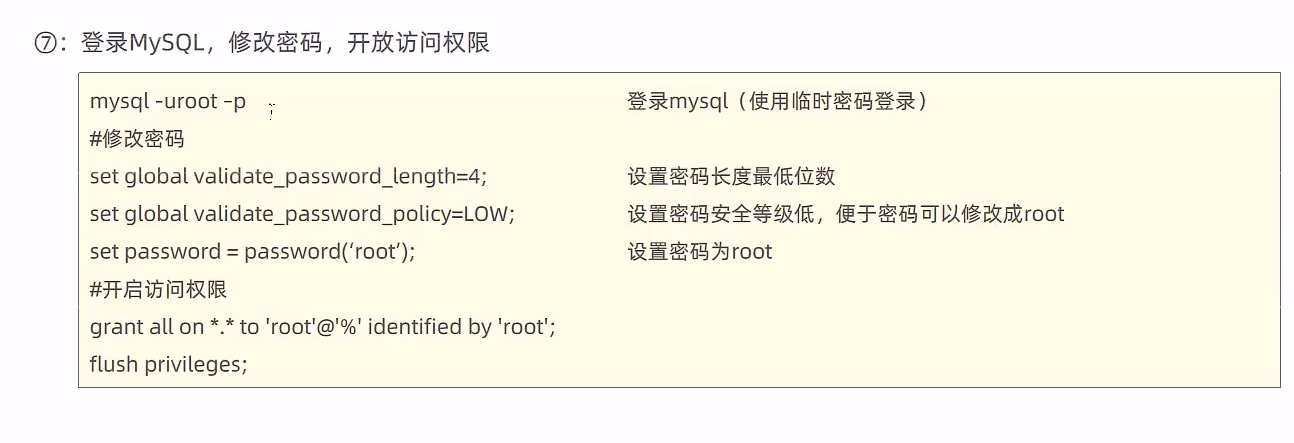 ⑦：登录MySQL，修改密码，开放访问权限
mysql -uroot –p 登录mysql（使用临时密码登录）
#修改密码
set global validate_password_length=4; 设置密码长度最低位数
set global validate_password_policy=LOW; 设置密码安全等级低，便于密码可以修改成root
set password = password(‘root’); 设置密码为root
#开启访问权限
grant all on *.* to 'root'@'%' identified by 'root';
flush privileges;